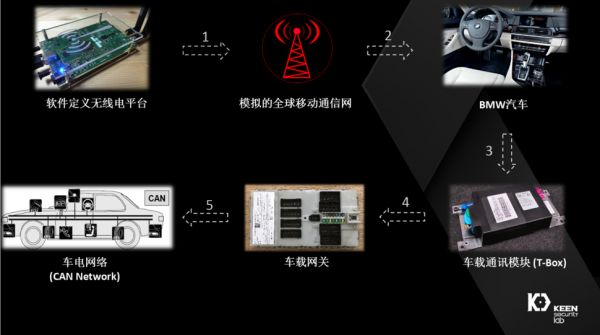 1
2
软件定义无线电平台
模拟的全球移动通信网
BMW汽车
3
CAN
5
4
车电网络
(CAN Network)
车载网关
车载通讯模块 (T-Box)
KEEN
security
lab